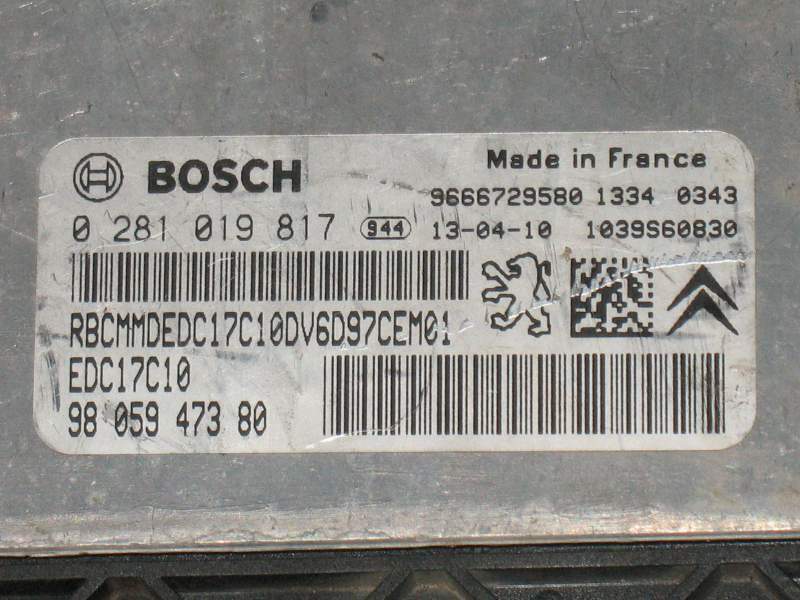 BOSCH
Made in France
9666729580 1334 0343
0 281 019 817 944 13-04-10 1039S60830
RBCMMDEDC17C10DV6D97CEM01
EDC17C10
98 059 473 80